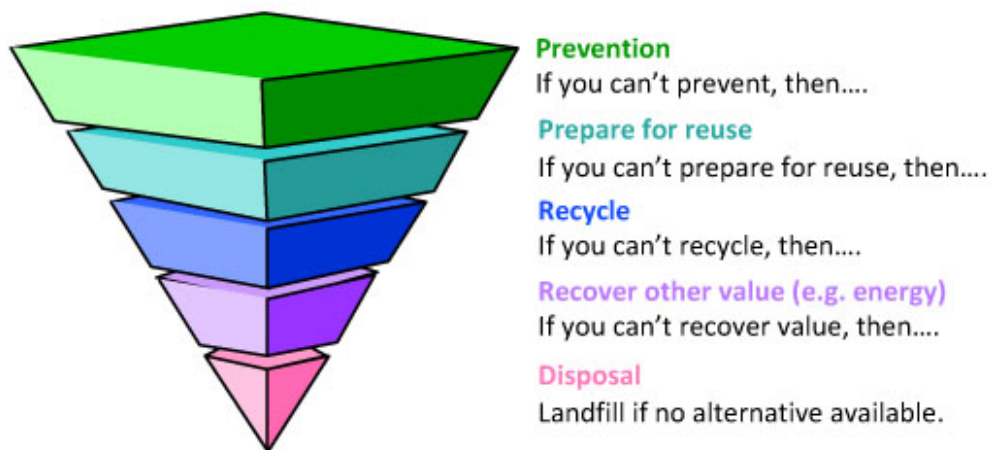 Prevention
If you can’t prevent, then....
Prepare for reuse
If you can’t prepare for reuse, then....
Recycle
If you can’t recycle, then....
Recover other value (e.g. energy)
If you can’t recover value, then....
Disposal
Landfill if no alternative available.